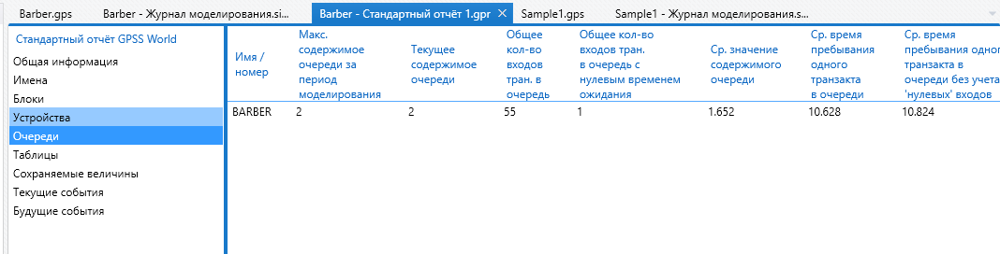 Barber.gps Barber - Журнал моделирования.si... Barber - Стандартный отчёт 1.gpr × Sample1.gps Sample1 - Журнал моделирования.s...
Стандартный отчёт GPSS World
Общая информация
Имена
Блоки
Устройства
Очереди
Таблицы
Сохраняемые величины
Текущие события
Будущие события
Имя /
номер
Макс.
содержимое
очереди за
период
моделирования
Текущее
содержимое
очереди
Общее
кол-во
входов
тран. в
очередь
Общее кол-во
входов тран.
в очередь с
нулевым временем
ожидания
Ср. значение
содержимого
очереди
Ср. время
пребывания
одного
транзакта
в очереди
Ср. время
пребывания одног
транзакта в
очереди без учета
'нулевых' входов
BARBER 2 2 55 1 1.652 10.628 10.824